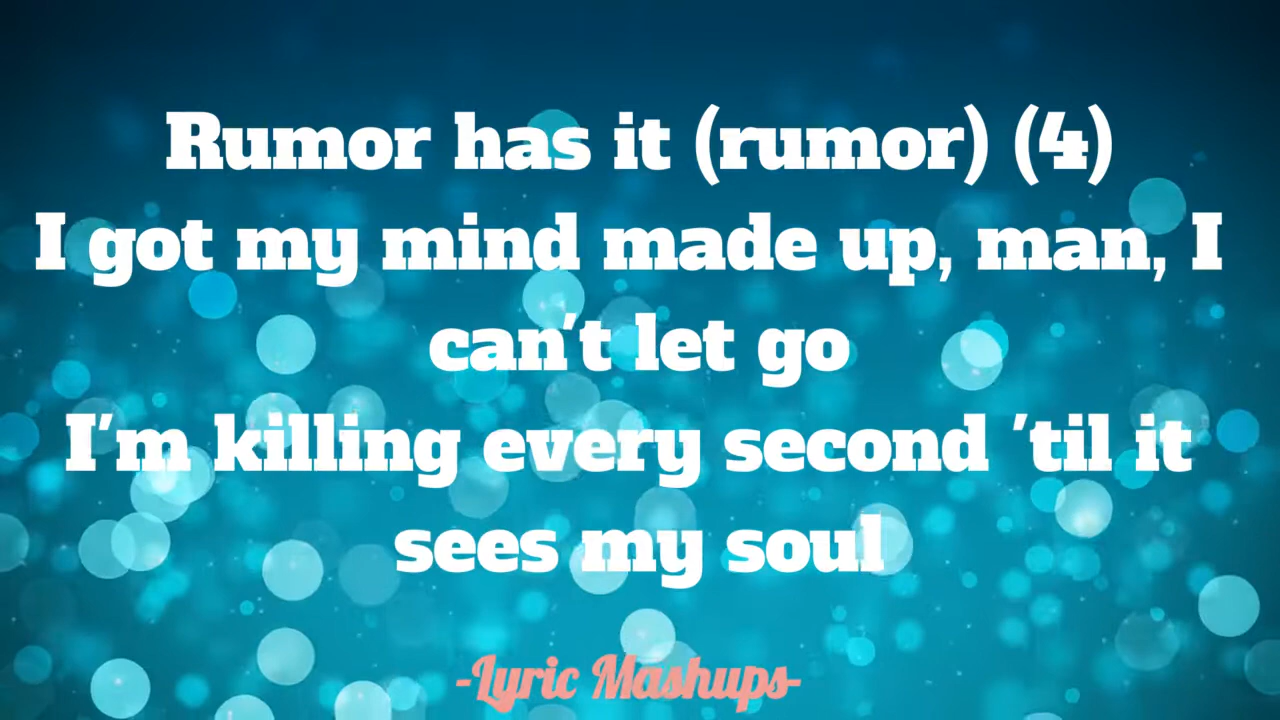 Rumor has it (rumor) (4)
I got my mind made up, man, I
can't let go
I'm killing every second 'til it
sees my soul
-Lyric Mashups-